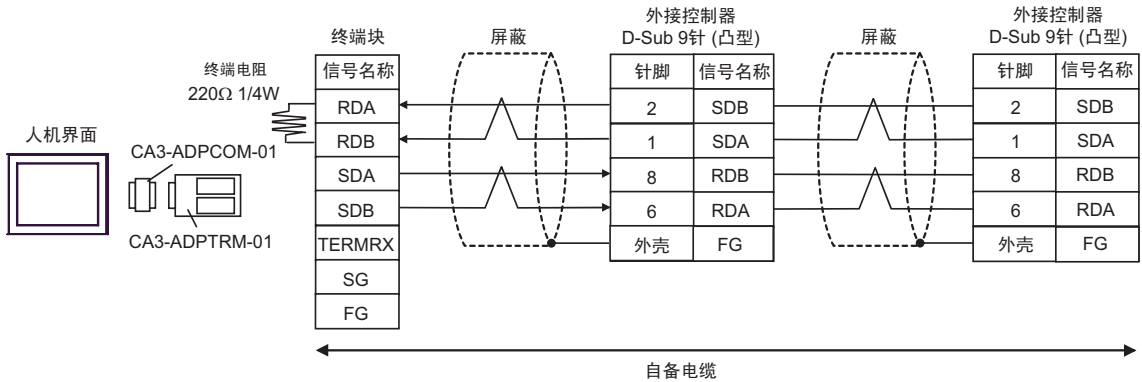 人机界面
CA3-ADPCOM-01
CA3-ADPTRM-01
终端电阻
220Ω 1/4W
终端块
信号名称
RDA
RDB
SDA
SDB
TERMRX
SG
FG
屏蔽
外接控制器
D-Sub 9针 (凸型)
针脚 信号名称
2 SDB
1 SDA
8 RDB
6 RDA
外壳 FG
屏蔽
外接控制器
D-Sub 9针 (凸型)
针脚 信号名称
2 SDB
1 SDA
8 RDB
6 RDA
外壳 FG
自备电缆